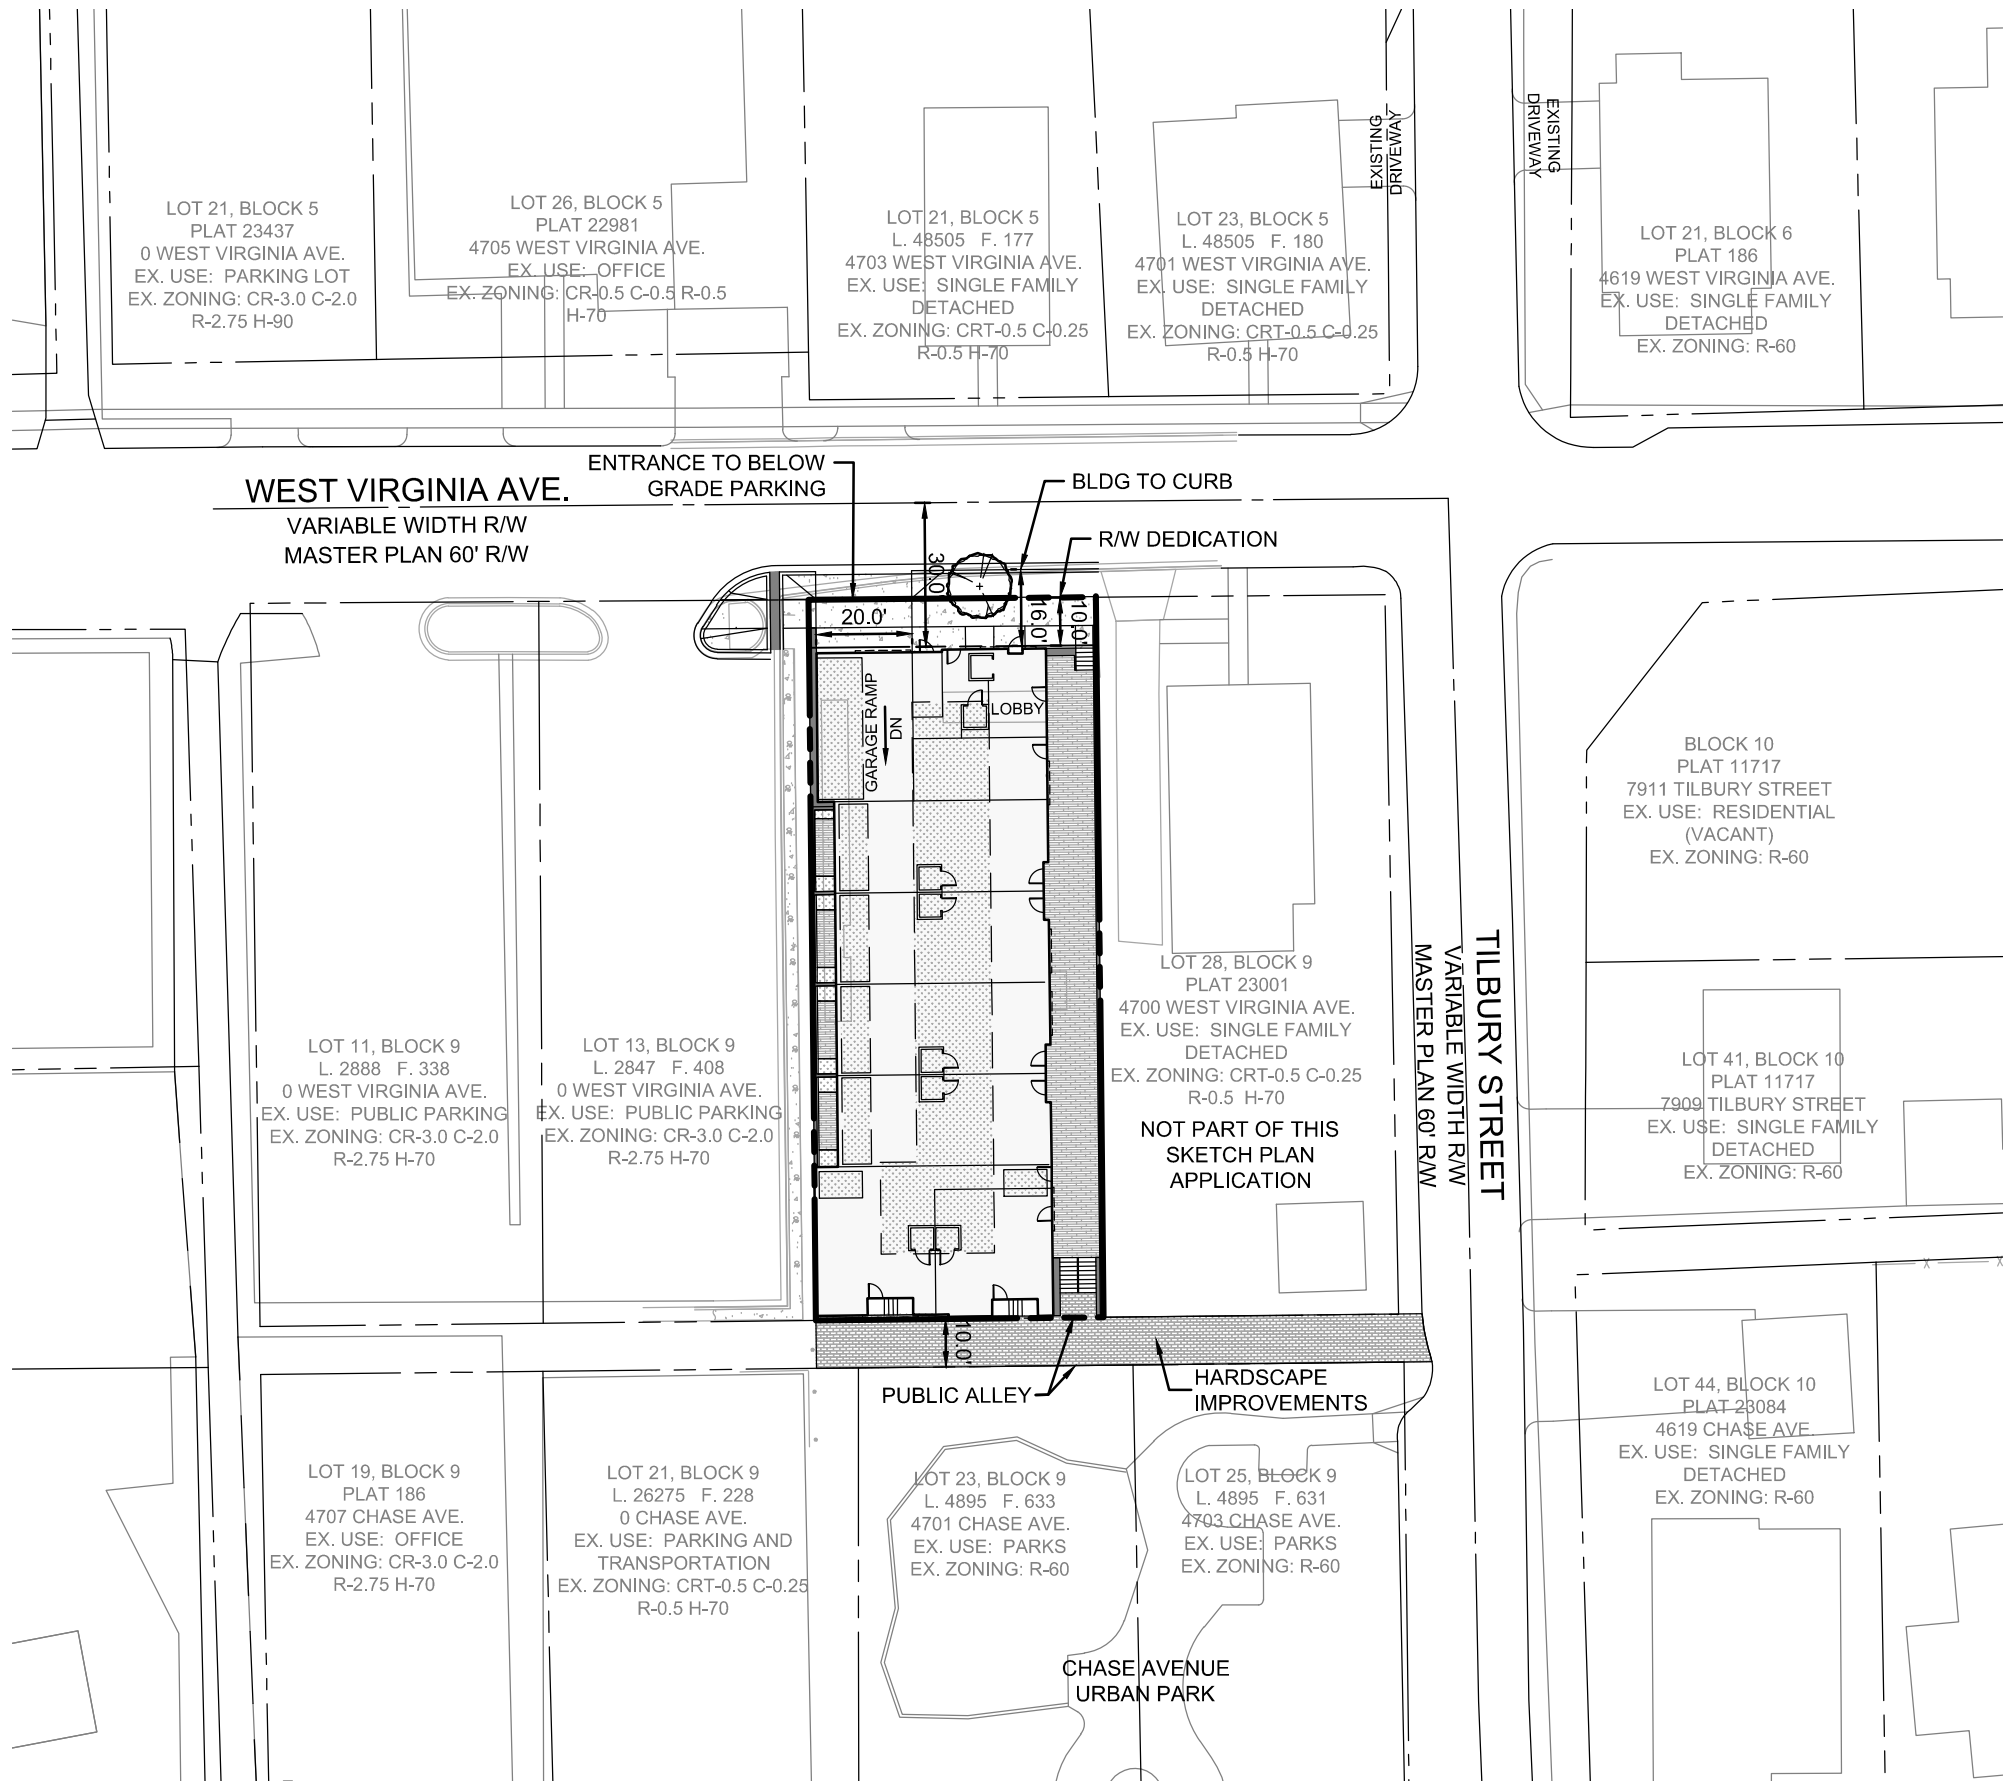 EXISTING
DRIVEWAY
EXISTING
DRIVEWAY
LOT 21, BLOCK 5
PLAT 23437
0 WEST VIRGINIA AVE.
EX. USE: PARKING LOT
EX. ZONING: CR-3.0 C-2.0
R-2.75 H-90
LOT 26, BLOCK 5
PLAT 22981
4705 WEST VIRGINIA AVE.
EX. USE: OFFICE
EX. ZONING: CR-0.5 C-0.5 R-0.5
H-70
LOT 21, BLOCK 5
L. 48505 F. 177
4703 WEST VIRGINIA AVE.
EX. USE: SINGLE FAMILY
DETACHED
EX. ZONING: CRT-0.5 C-0.25
R-0.5 H-70
LOT 23, BLOCK 5
L. 48505 F. 180
4701 WEST VIRGINIA AVE.
EX. USE: SINGLE FAMILY
DETACHED
EX. ZONING: CRT-0.5 C-0.25
R-0.5 H-70
LOT 21, BLOCK 6
PLAT 186
4619 WEST VIRGINIA AVE.
EX. USE: SINGLE FAMILY
DETACHED
EX. ZONING: R-60
WEST VIRGINIA AVE.
VARIABLE WIDTH R/W
MASTER PLAN 60' R/W
ENTRANCE TO BELOW
GRADE PARKING
BLDG TO CURB
R/W DEDICATION
30.0'
20.0'
16.0'
10.0'
GARAGE RAMP
DN
LOBBY
BLOCK 10
PLAT 11717
7911 TILBURY STREET
EX. USE: RESIDENTIAL
(VACANT)
EX. ZONING: R-60
TILBURY STREET
VARIABLE WIDTH R/W
MASTER PLAN 60' R/W
LOT 11, BLOCK 9
L. 2888 F. 338
0 WEST VIRGINIA AVE.
EX. USE: PUBLIC PARKING
EX. ZONING: CR-3.0 C-2.0
R-2.75 H-70
LOT 13, BLOCK 9
L. 2847 F. 408
0 WEST VIRGINIA AVE.
EX. USE: PUBLIC PARKING
EX. ZONING: CR-3.0 C-2.0
R-2.75 H-70
LOT 28, BLOCK 9
PLAT 23001
4700 WEST VIRGINIA AVE.
EX. USE: SINGLE FAMILY
DETACHED
EX. ZONING: CRT-0.5 C-0.25
R-0.5 H-70
NOT PART OF THIS
SKETCH PLAN
APPLICATION
LOT 41, BLOCK 10
PLAT 11717
7909 TILBURY STREET
EX. USE: SINGLE FAMILY
DETACHED
EX. ZONING: R-60
10.0'
PUBLIC ALLEY
HARDSCAPE
IMPROVEMENTS
LOT 44, BLOCK 10
PLAT 23084
4619 CHASE AVE.
EX. USE: SINGLE FAMILY
DETACHED
EX. ZONING: R-60
LOT 19, BLOCK 9
PLAT 186
4707 CHASE AVE.
EX. USE: OFFICE
EX. ZONING: CR-3.0 C-2.0
R-2.75 H-70
LOT 21, BLOCK 9
L. 26275 F. 228
0 CHASE AVE.
EX. USE: PARKING AND
TRANSPORTATION
EX. ZONING: CRT-0.5 C-0.25
R-0.5 H-70
LOT 23, BLOCK 9
L. 4895 F. 633
4701 CHASE AVE.
EX. USE: PARKS
EX. ZONING: R-60
LOT 25, BLOCK 9
L. 4895 F. 631
4703 CHASE AVE.
EX. USE: PARKS
EX. ZONING: R-60
CHASE AVENUE
URBAN PARK